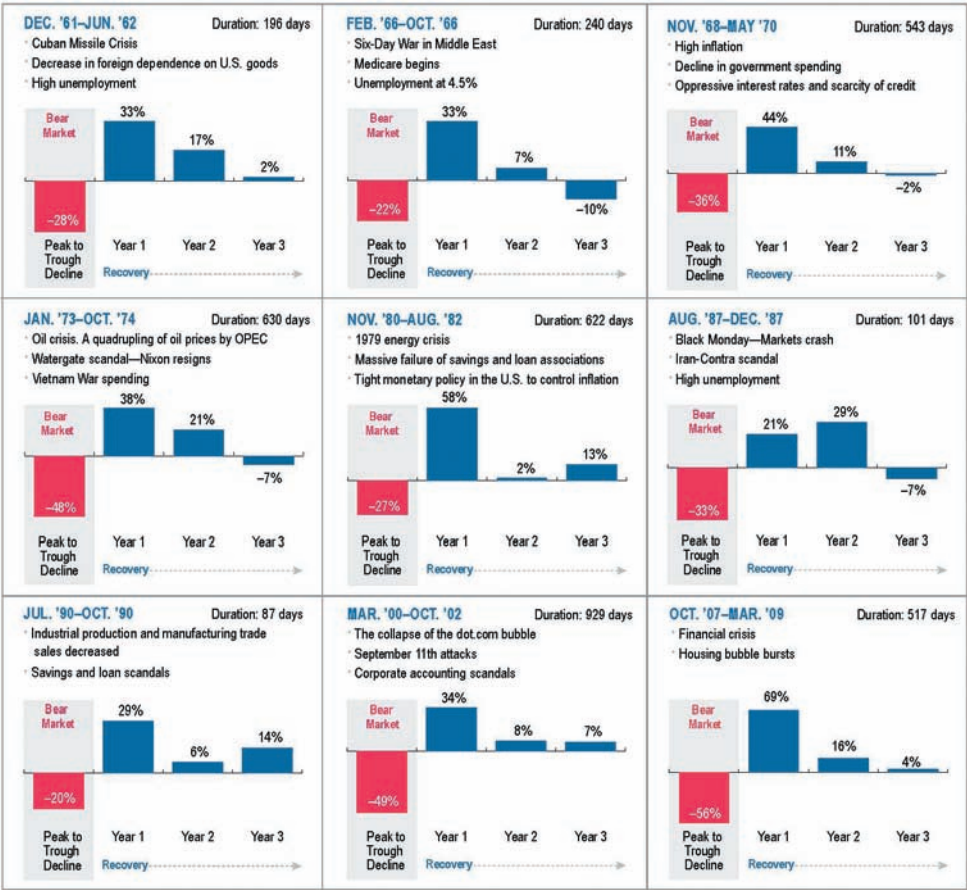 DEC. '61–JUN. '62 Duration: 196 days
Cuban Missile Crisis
Decrease in foreign dependence on U.S. goods
High unemployment
Bear
Market
33%
17%
2%
–28%
Peak to
Trough
Decline
Year 1 Year 2 Year 3
Recovery
FEB. '66–OCT. '66 Duration: 240 days
Six-Day War in Middle East
Medicare begins
Unemployment at 4.5%
Bear
Market
33%
7%
–10%
–22%
Peak to
Trough
Decline
Year 1 Year 2 Year 3
Recovery
NOV. '68–MAY '70 Duration: 543 days
High inflation
Decline in government spending
Oppressive interest rates and scarcity of credit
Bear
Market
44%
11%
–2%
–36%
Peak to
Trough
Decline
Year 1 Year 2 Year 3
Recovery
JAN. '73–OCT. '74 Duration: 630 days
Oil crisis. A quadrupling of oil prices by OPEC
Watergate scandal—Nixon resigns
Vietnam War spending
Bear
Market
38%
21%
–7%
–48%
Peak to
Trough
Decline
Year 1 Year 2 Year 3
Recovery
NOV. '80–AUG. '82 Duration: 622 days
1979 energy crisis
Massive failure of savings and loan associations
Tight monetary policy in the U.S. to control inflation
Bear
Market
58%
2%
13%
–27%
Peak to
Trough
Decline
Year 1 Year 2 Year 3
Recovery
AUG. '87–DEC. '87 Duration: 101 days
Black Monday—Markets crash
Iran-Contra scandal
High unemployment
Bear
Market
21%
29%
–7%
–33%
Peak to
Trough
Decline
Year 1 Year 2 Year 3
Recovery
JUL. '90–OCT. '90 Duration: 87 days
Industrial production and manufacturing trade
sales decreased
Savings and loan scandals
Bear
Market
29%
6%
14%
–20%
Peak to
Trough
Decline
Year 1 Year 2 Year 3
Recovery
MAR. '00–OCT. '02 Duration: 929 days
The collapse of the dot.com bubble
September 11th attacks
Corporate accounting scandals
Bear
Market
34%
8%
7%
–49%
Peak to
Trough
Decline
Year 1 Year 2 Year 3
Recovery
OCT. '07–MAR. '09 Duration: 517 days
Financial crisis
Housing bubble bursts
Bear
Market
69%
16%
4%
–56%
Peak to
Trough
Decline
Year 1 Year 2 Year 3
Recovery